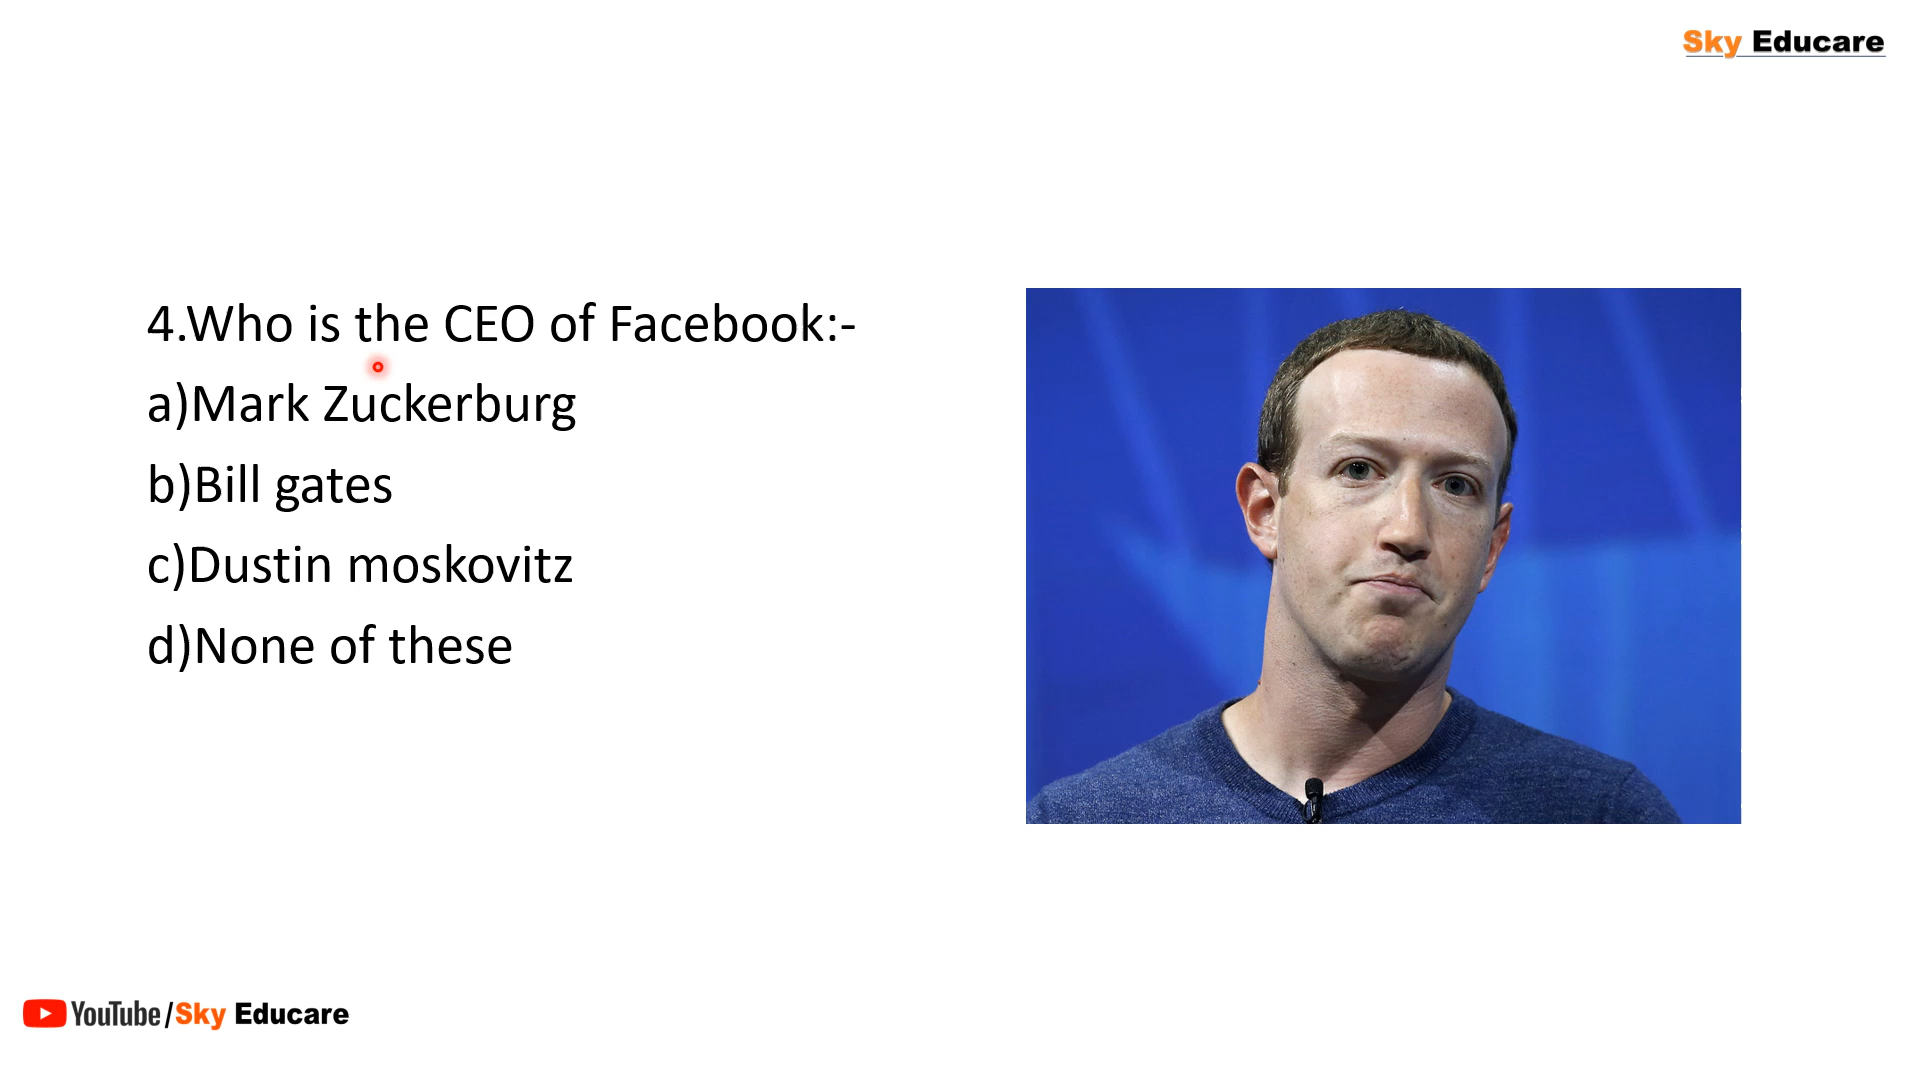 Sky Educare
4.Who is the CEO of Facebook:-
a)Mark Zuckerburg
b)Bill gates
c)Dustin moskovitz
d)None of these
YouTube/Sky Educare